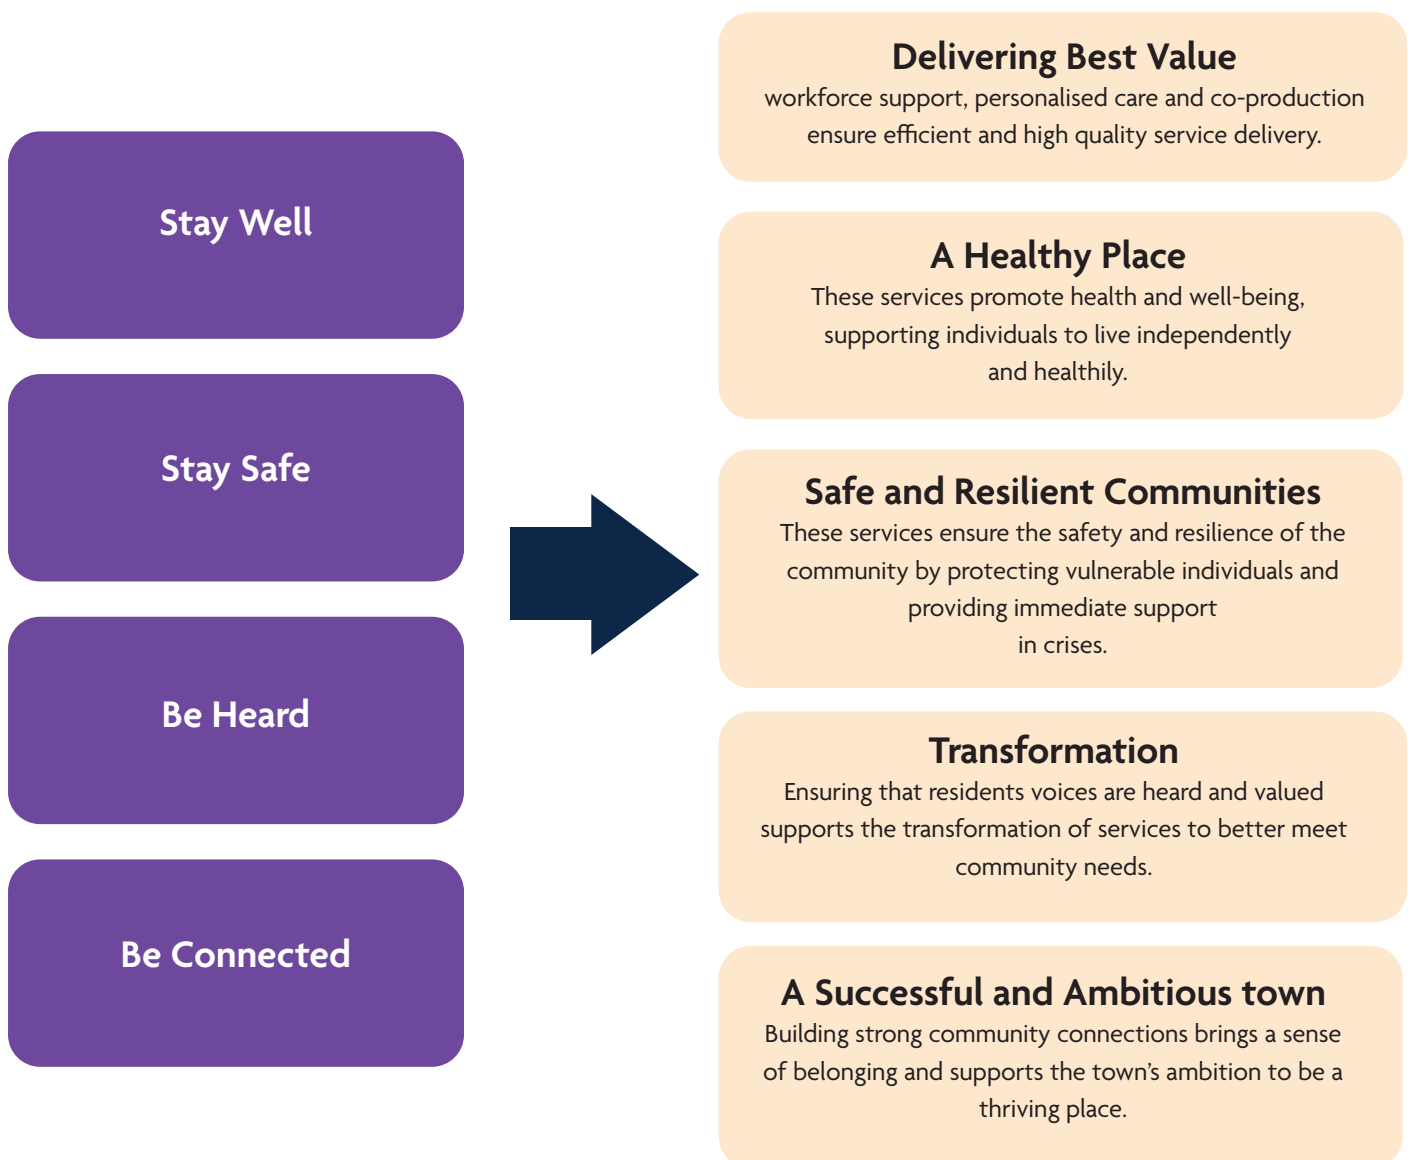 Stay Well
Stay Safe
Be Heard
Be Connected
Delivering Best Value
workforce support, personalised care and co-production
ensure efficient and high quality service delivery.
A Healthy Place
These services promote health and well-being,
supporting individuals to live independently
and healthily.
Safe and Resilient Communities
These services ensure the safety and resilience of the
community by protecting vulnerable individuals and
providing immediate support
in crises.
Transformation
Ensuring that residents voices are heard and valued
supports the transformation of services to better meet
community needs.
A Successful and Ambitious town
Building strong community connections brings a sense
of belonging and supports the town’s ambition to be a
thriving place.